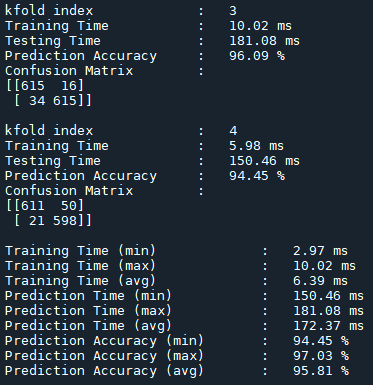 kfold index : 3
Training Time : 10.02 ms
Testing Time : 181.08 ms
Prediction Accuracy : 96.09 %
Confusion Matrix :
[[615 16]
[ 34 615]]
kfold index : 4
Training Time : 5.98 ms
Testing Time : 150.46 ms
Prediction Accuracy : 94.45 %
Confusion Matrix :
[[611 50]
[ 21 598]]
Training Time (min) : 2.97 ms
Training Time (max) : 10.02 ms
Training Time (avg) : 6.39 ms
Prediction Time (min) : 150.46 ms
Prediction Time (max) : 181.08 ms
Prediction Time (avg) : 172.37 ms
Prediction Accuracy (min) : 94.45 %
Prediction Accuracy (max) : 97.03 %
Prediction Accuracy (avg) : 95.81 %